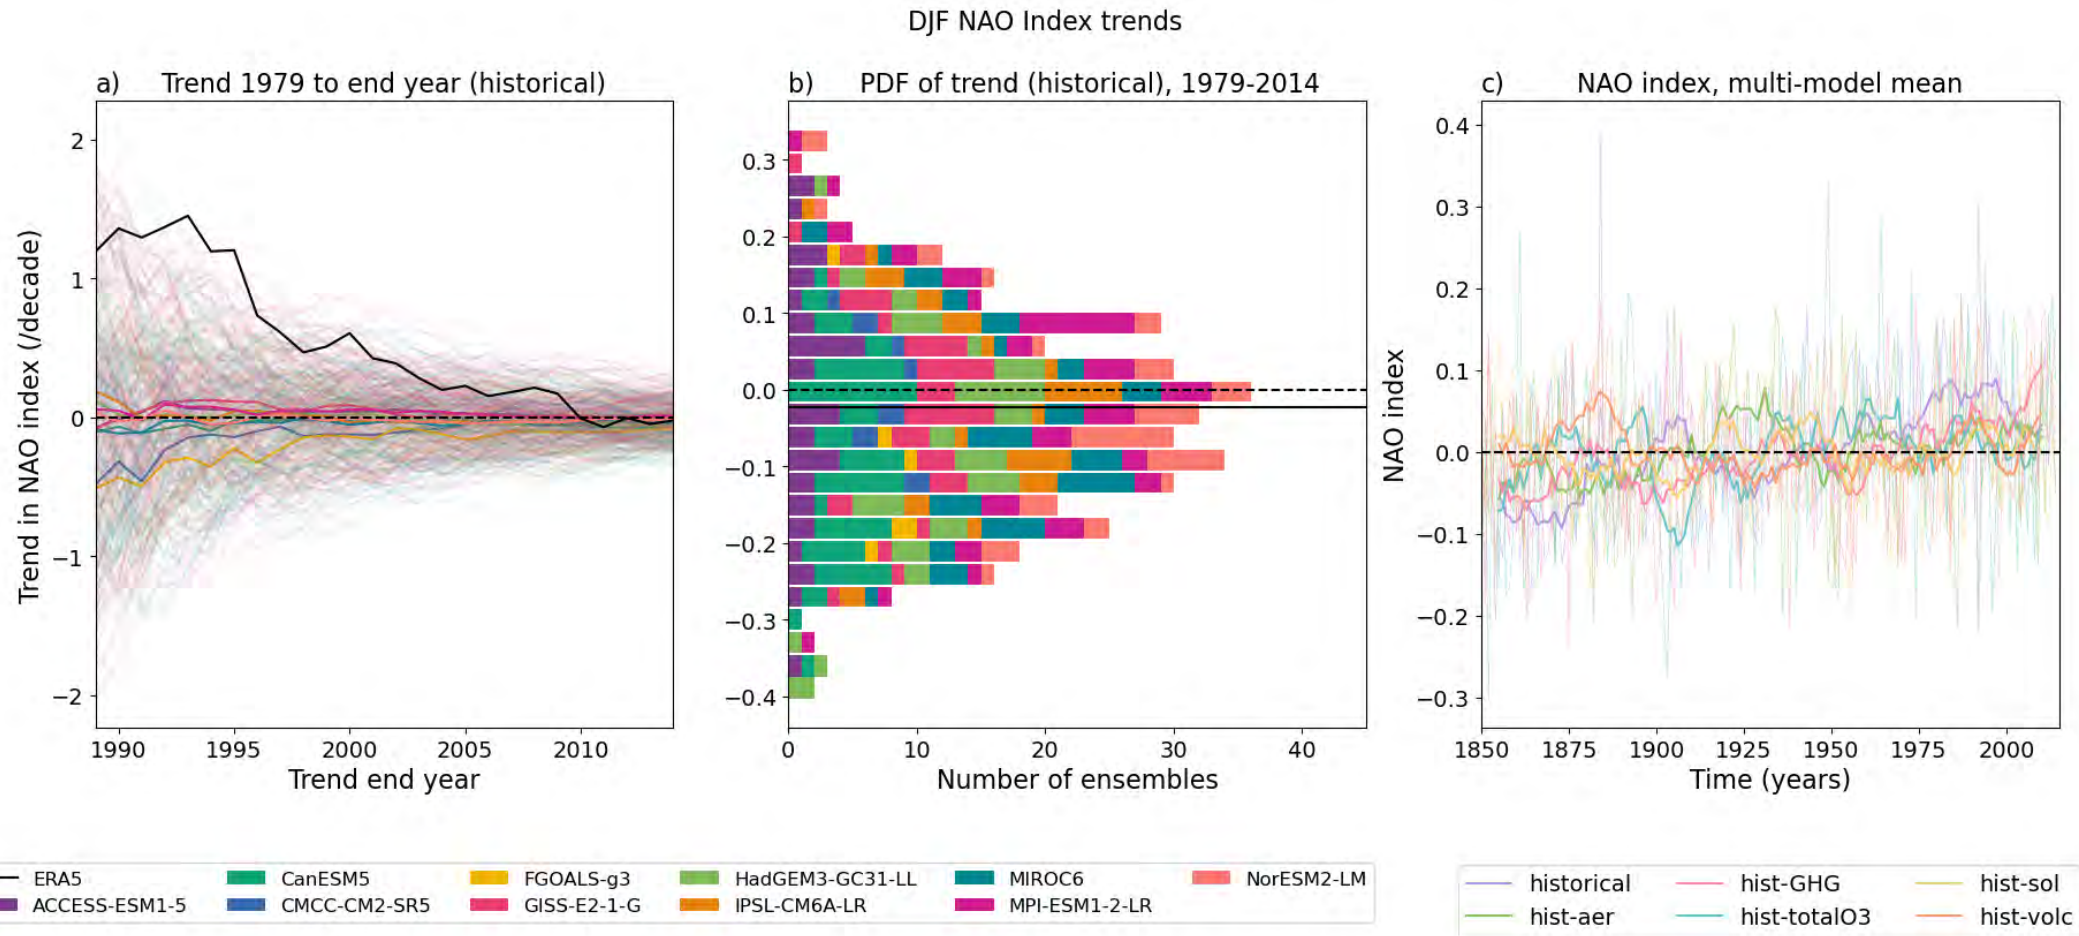 DJF NAO Index trends
a) Trend 1979 to end year (historical)
2
1
0
−1
−2
Trend in NAO index (/decade)
1990 1995 2000 2005 2010
Trend end year
b) PDF of trend (historical), 1979-2014
0.3
0.2
0.1
0.0
−0.1
−0.2
−0.3
−0.4
0 10 20 30 40
Number of ensembles
c) NAO index, multi-model mean
0.4
0.3
0.2
0.1
0.0
−0.1
−0.2
−0.3
NAO index
1850 1875 1900 1925 1950 1975 2000
Time (years)
ERA5 CanESM5 FGOALS-g3 HadGEM3-GC31-LL MIROC6 NorESM2-LM
ACCESS-ESM1-5 CMCC-CM2-SR5 GISS-E2-1-G IPSL-CM6A-LR MPI-ESM1-2-LR
historical hist-GHG hist-sol
hist-aer hist-totalO3 hist-volc